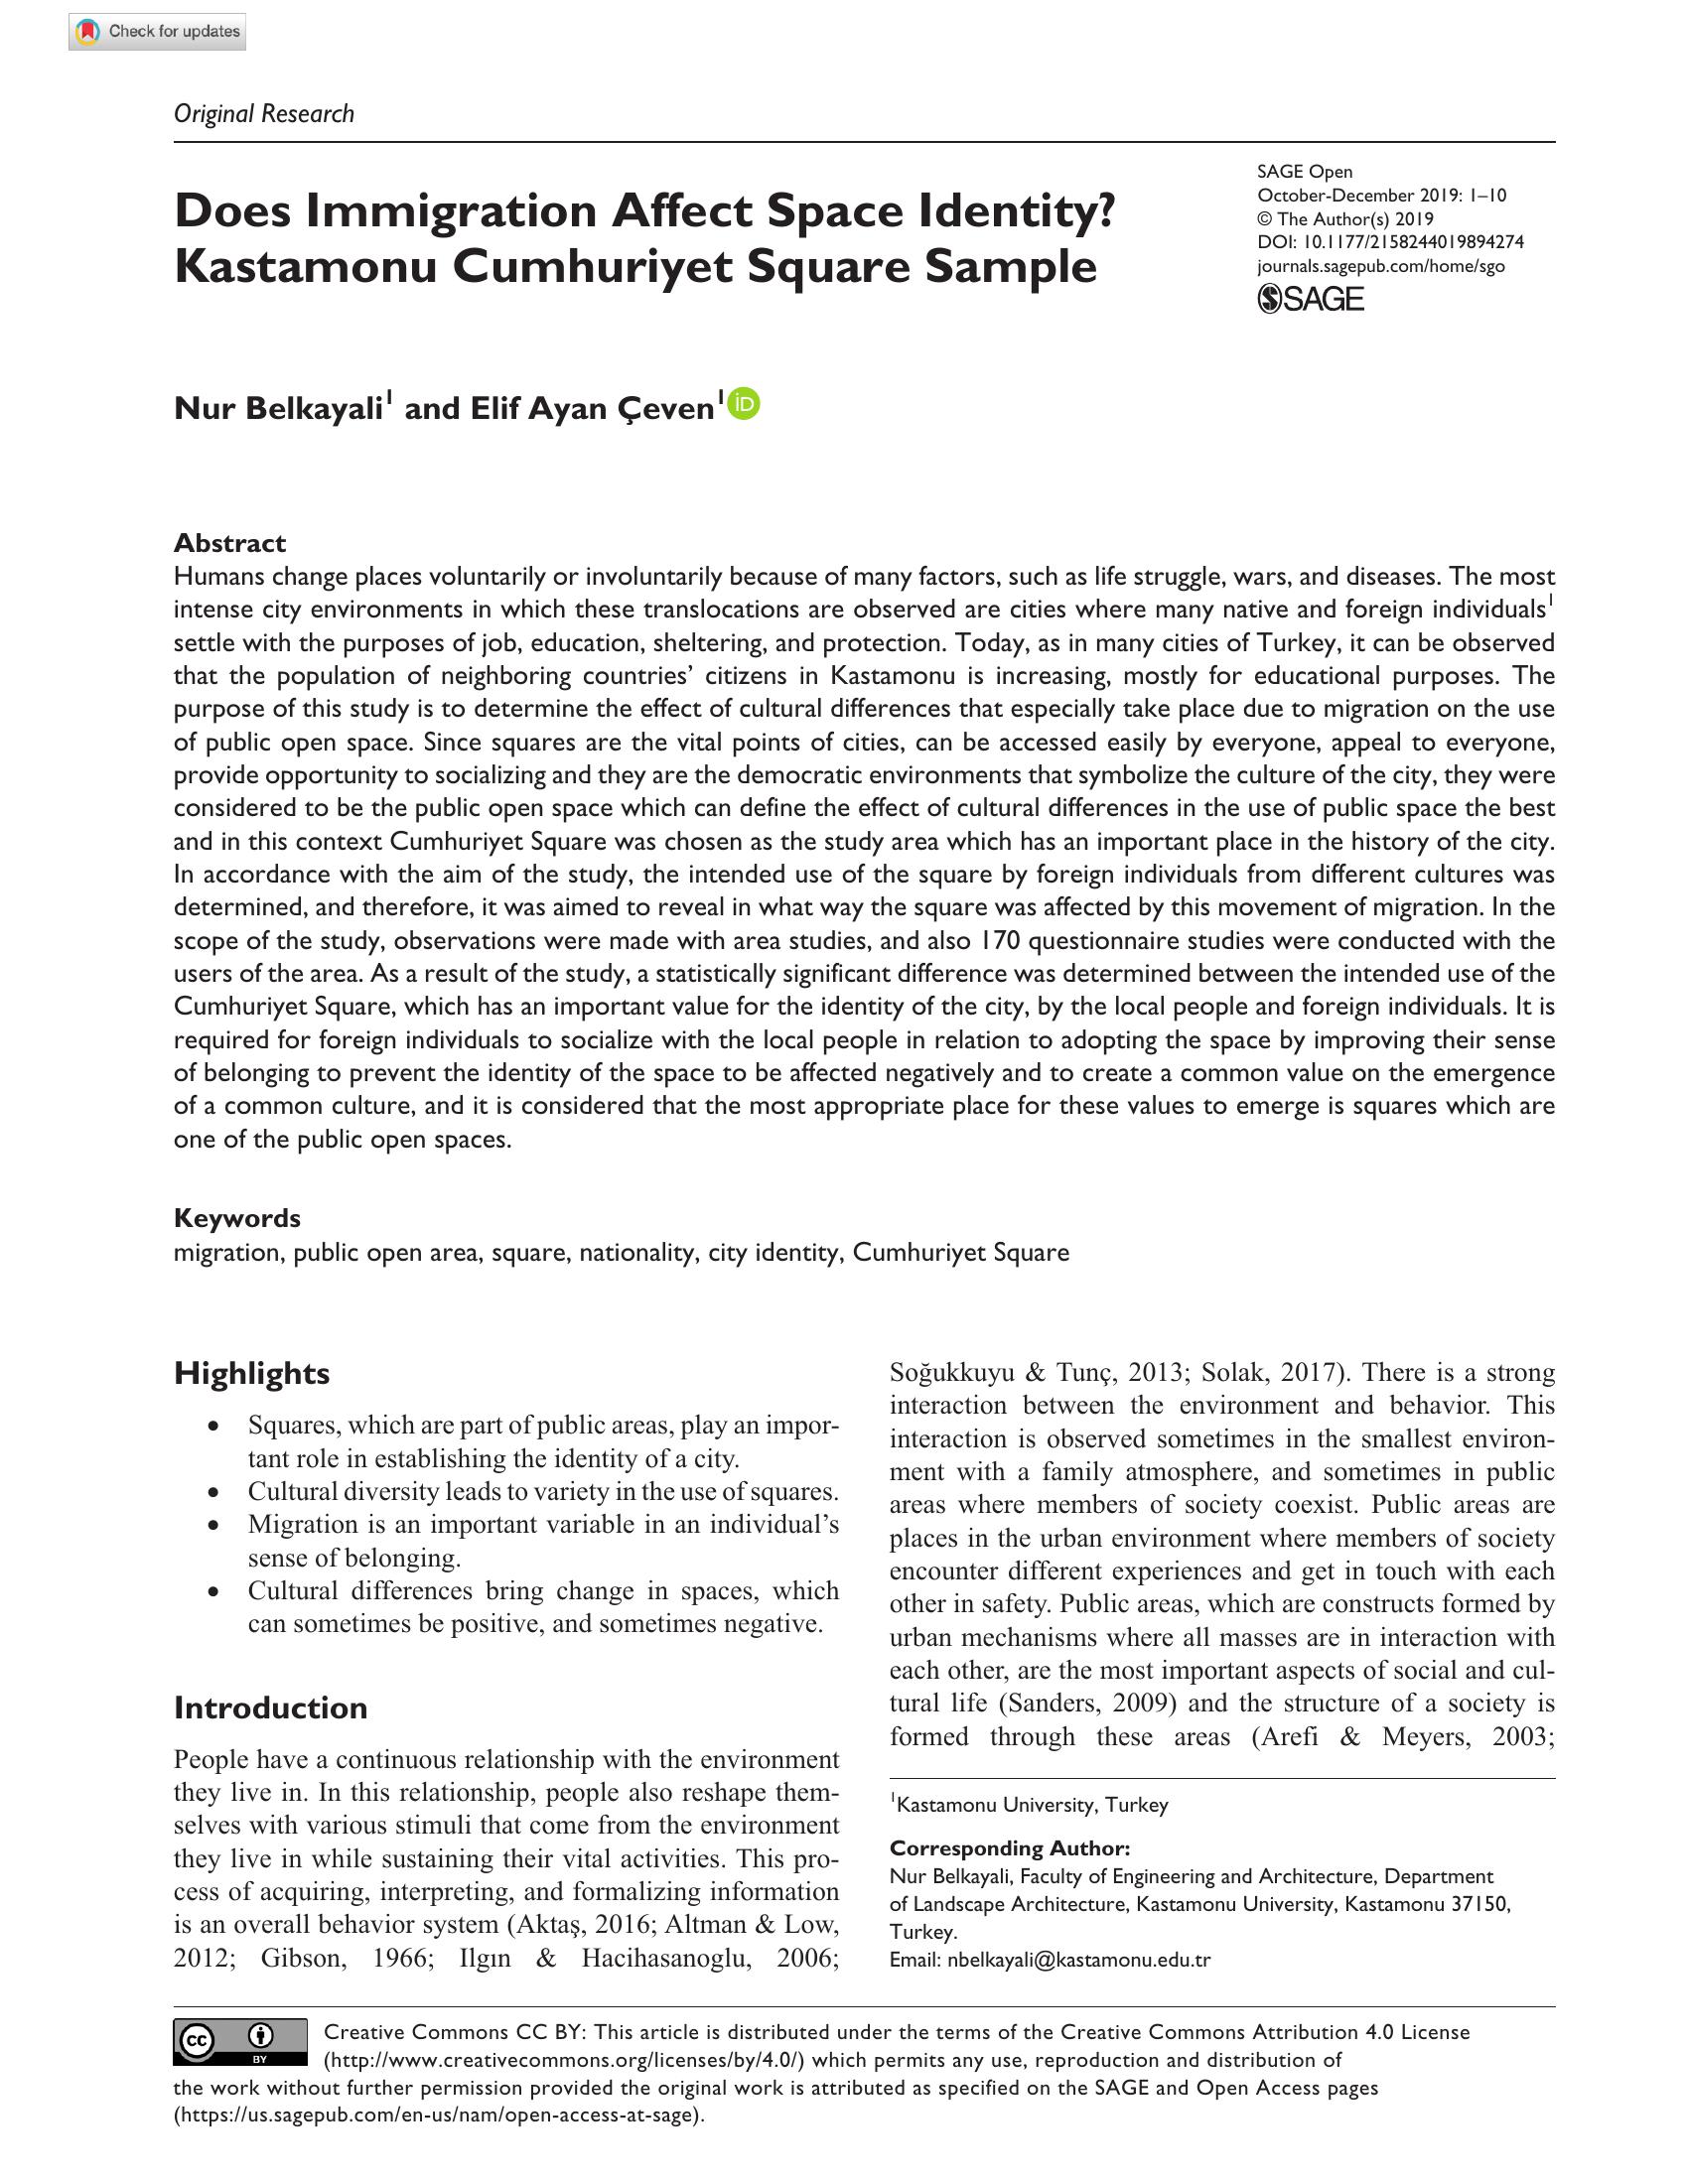 Check for updates
Original Research
SAGE Open
October-December 2019: 1–10
© The Author(s) 2019
DOI: 10.1177/2158244019894274
journals.sagepub.com/home/sgo
SAGE
Does Immigration Affect Space Identity?
Kastamonu Cumhuriyet Square Sample
Nur Belkayali1 and Elif Ayan Çeven1 iD
Abstract
Humans change places voluntarily or involuntarily because of many factors, such as life struggle, wars, and diseases. The most
intense city environments in which these translocations are observed are cities where many native and foreign individuals1
settle with the purposes of job, education, sheltering, and protection. Today, as in many cities of Turkey, it can be observed
that the population of neighboring countries’ citizens in Kastamonu is increasing, mostly for educational purposes. The
purpose of this study is to determine the effect of cultural differences that especially take place due to migration on the use
of public open space. Since squares are the vital points of cities, can be accessed easily by everyone, appeal to everyone,
provide opportunity to socializing and they are the democratic environments that symbolize the culture of the city, they were
considered to be the public open space which can define the effect of cultural differences in the use of public space the best
and in this context Cumhuriyet Square was chosen as the study area which has an important place in the history of the city.
In accordance with the aim of the study, the intended use of the square by foreign individuals from different cultures was
determined, and therefore, it was aimed to reveal in what way the square was affected by this movement of migration. In the
scope of the study, observations were made with area studies, and also 170 questionnaire studies were conducted with the
users of the area. As a result of the study, a statistically significant difference was determined between the intended use of the
Cumhuriyet Square, which has an important value for the identity of the city, by the local people and foreign individuals. It is
required for foreign individuals to socialize with the local people in relation to adopting the space by improving their sense
of belonging to prevent the identity of the space to be affected negatively and to create a common value on the emergence
of a common culture, and it is considered that the most appropriate place for these values to emerge is squares which are
one of the public open spaces.
Keywords
migration, public open area, square, nationality, city identity, Cumhuriyet Square
Highlights
• Squares, which are part of public areas, play an impor-
tant role in establishing the identity of a city.
• Cultural diversity leads to variety in the use of squares.
• Migration is an important variable in an individual’s
sense of belonging.
• Cultural differences bring change in spaces, which
can sometimes be positive, and sometimes negative.
Introduction
People have a continuous relationship with the environment
they live in. In this relationship, people also reshape them-
selves with various stimuli that come from the environment
they live in while sustaining their vital activities. This pro-
cess of acquiring, interpreting, and formalizing information
is an overall behavior system (Aktaş, 2016; Altman & Low,
2012; Gibson, 1966; Ilgın & Hacihasanoglu, 2006;
Soğukkuyu & Tunç, 2013; Solak, 2017). There is a strong
interaction between the environment and behavior. This
interaction is observed sometimes in the smallest environ-
ment with a family atmosphere, and sometimes in public
areas where members of society coexist. Public areas are
places in the urban environment where members of society
encounter different experiences and get in touch with each
other in safety. Public areas, which are constructs formed by
urban mechanisms where all masses are in interaction with
each other, are the most important aspects of social and cul-
tural life (Sanders, 2009) and the structure of a society is
formed through these areas (Arefi & Meyers, 2003;
1Kastamonu University, Turkey
Corresponding Author:
Nur Belkayali, Faculty of Engineering and Architecture, Department
of Landscape Architecture, Kastamonu University, Kastamonu 37150,
Turkey.
Email: nbelkayali@kastamonu.edu.tr
cc BY
Creative Commons CC BY: This article is distributed under the terms of the Creative Commons Attribution 4.0 License
(http://www.creativecommons.org/licenses/by/4.0/) which permits any use, reproduction and distribution of
the work without further permission provided the original work is attributed as specified on the SAGE and Open Access pages
(https://us.sagepub.com/en-us/nam/open-access-at-sage).